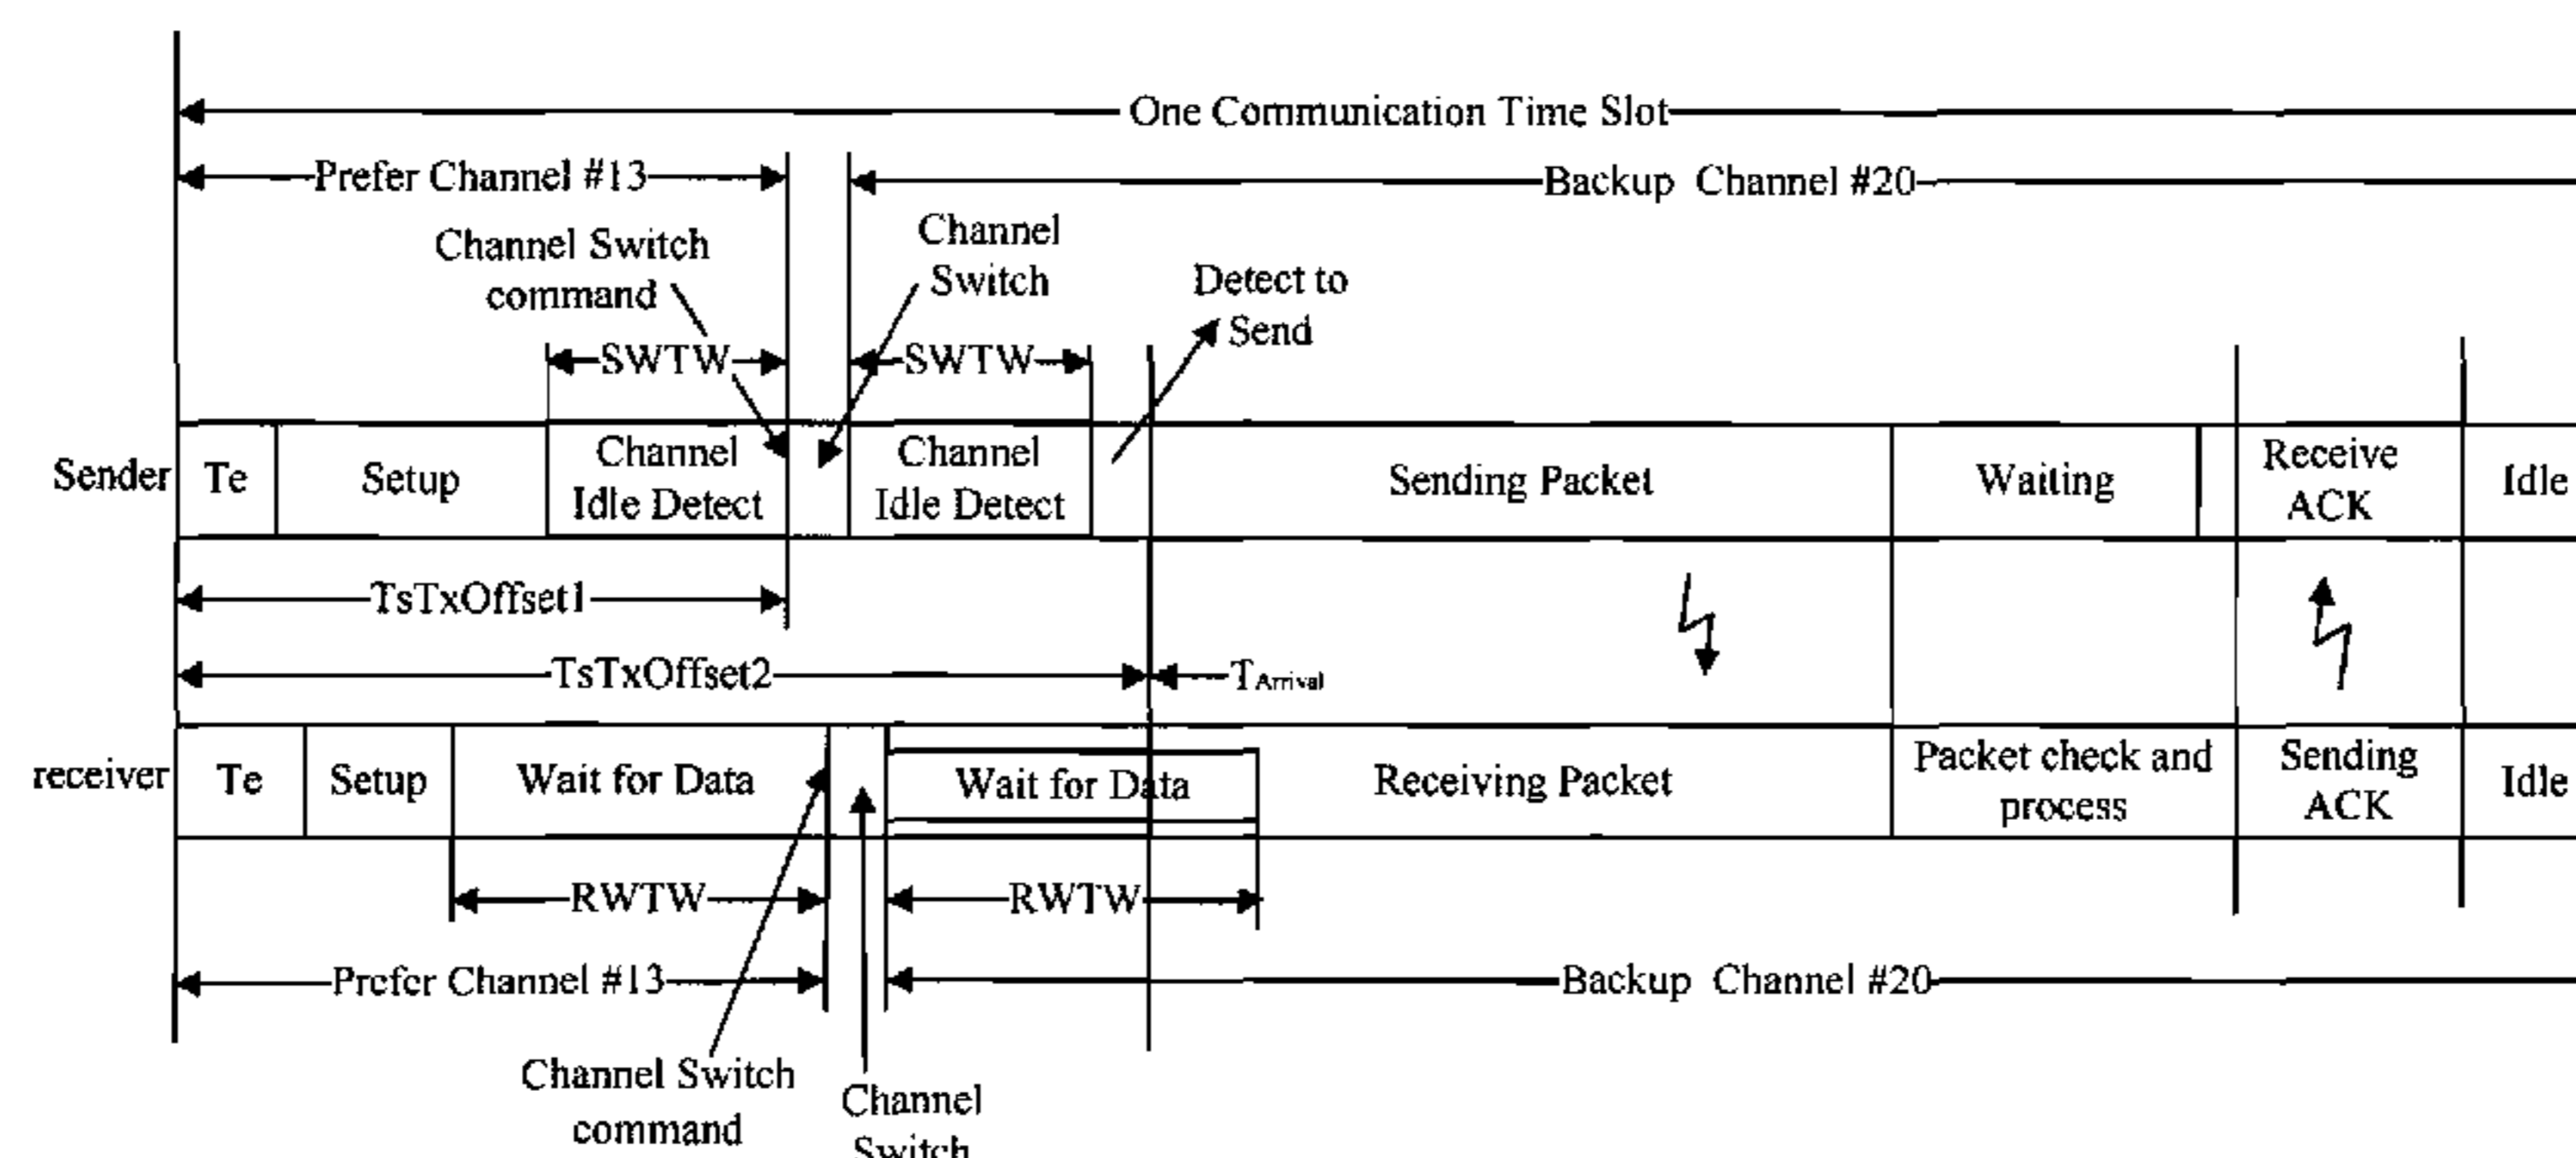 One Communication Time Slot
Prefer Channel #13
Backup Channel #20
Channel Switch
command
Channel
Switch
Detect to
Send
SWTW
SWTW
Sender
Te
Setup
Channel
Idle Detect
Channel
Idle Detect
Sending Packet
Waiting
Receive
ACK
Idle
TsTxOffset1
TsTxOffset2
TArrival
receiver
Te
Setup
Wait for Data
Wait for Data
Receiving Packet
Packet check and
process
Sending
ACK
Idle
RWTW
RWTW
Prefer Channel #13
Backup Channel #20
Channel Switch
command
Channel
Switch